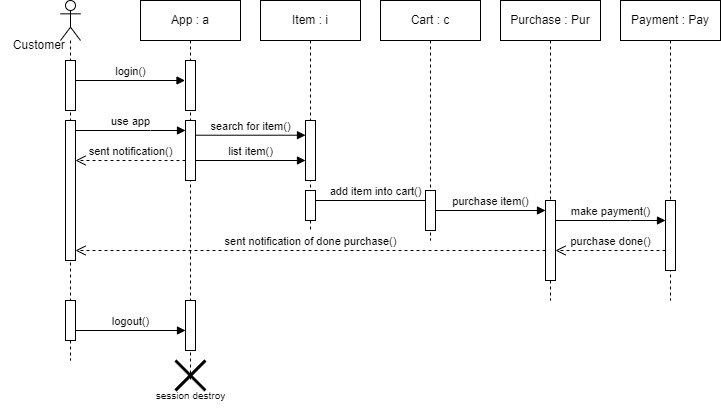 App : a
Item : i
Cart : c
Purchase : Pur
Payment : Pay
Customer
login()
use app
search for item()
sent notification()
list item()
add item into cart()
purchase item()
make payment()
sent notification of done purchase()
purchase done()
logout()
session destroy